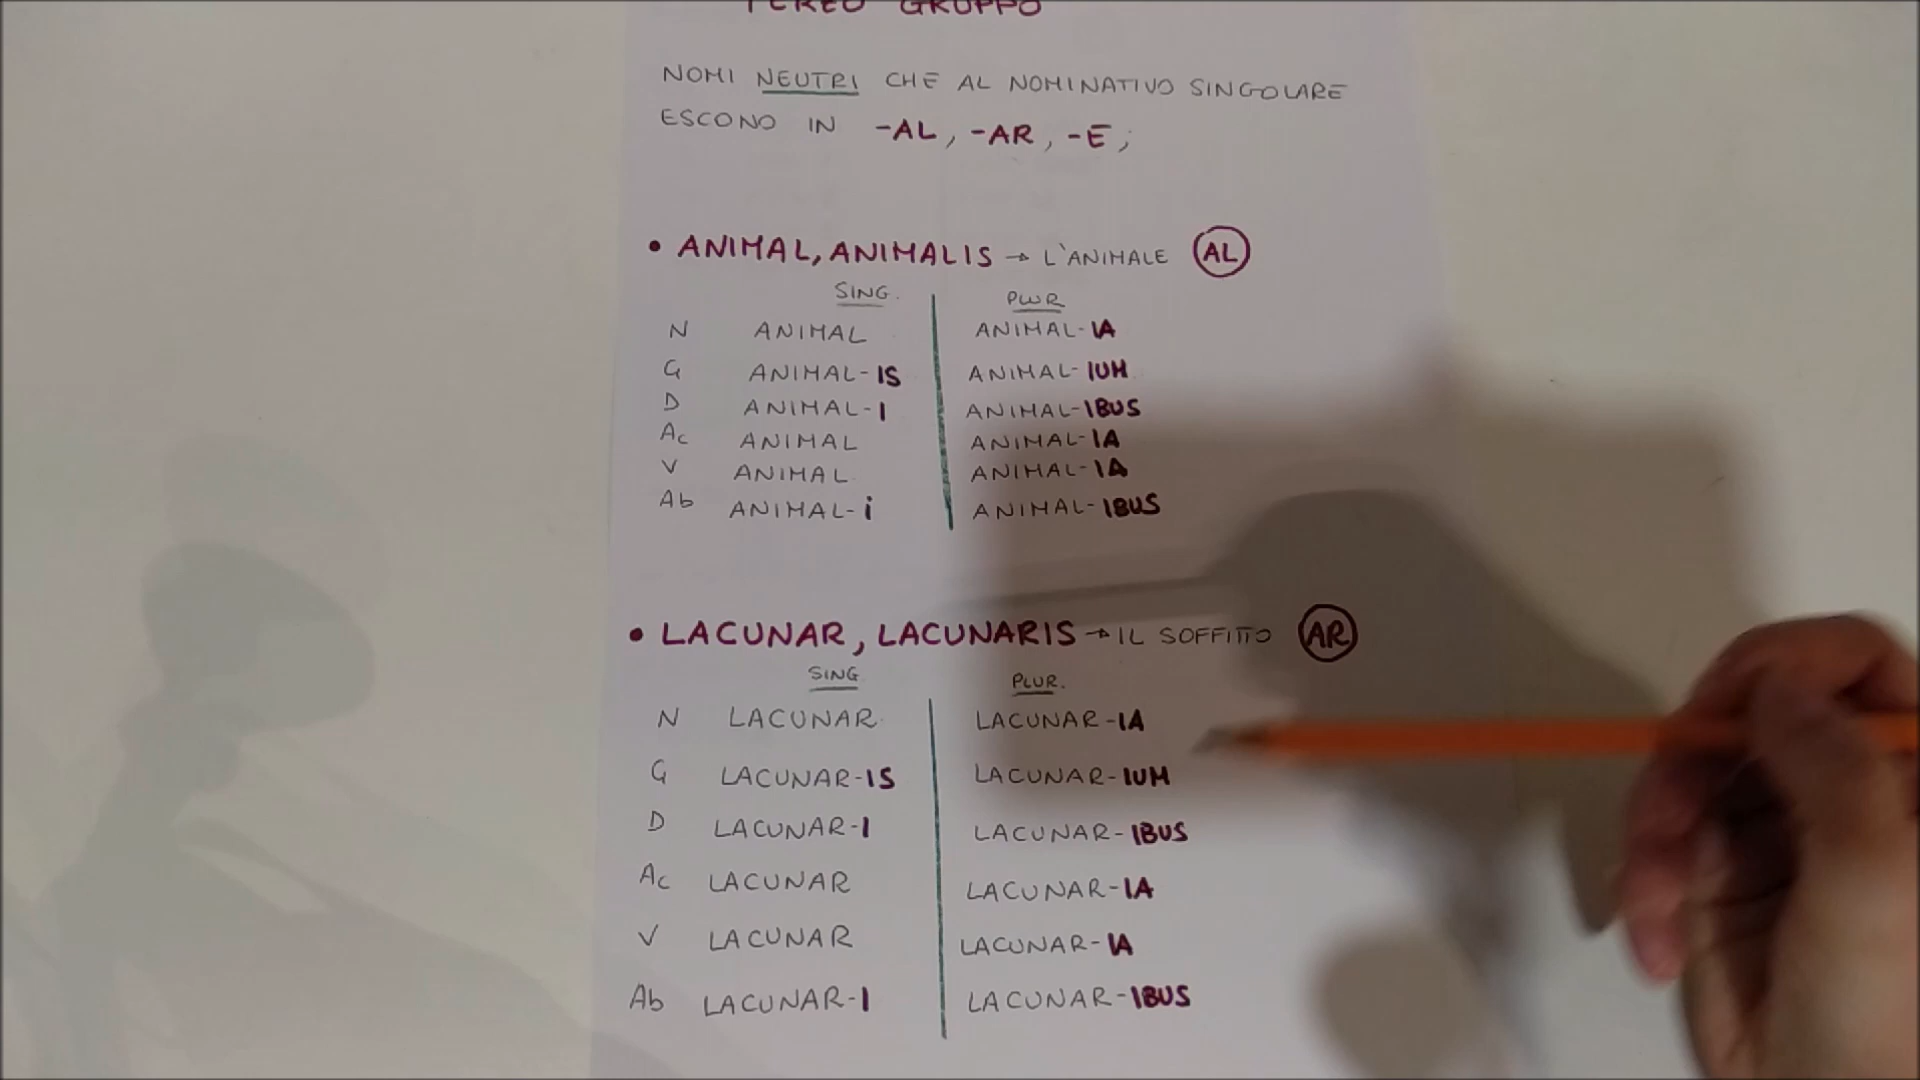 TERZO GRUPPO
NOMI NEUTRI CHE AL NOMINATIVO SINGOLARE
ESCONO IN -AL, -AR, -E;
• ANIMAL, ANIMALIS → L'ANIMALE AL
SING. PLUR
N ANIMAL ANIMAL-IA
G ANIMAL-IS ANIMAL-IUM
D ANIMAL-I ANIMAL-IBUS
Ac ANIMAL ANIMAL-IA
V ANIMAL ANIMAL-IA
Ab ANIMAL-i ANIMAL-IBUS
• LACUNAR, LACUNARIS → IL SOFFITTO AR
SING PLUR.
N LACUNAR LACUNAR-IA
G LACUNAR-IS LACUNAR-IUM
D LACUNAR-I LACUNAR-IBUS
Ac LACUNAR LACUNAR-IA
V LACUNAR LACUNAR-IA
Ab LACUNAR-I LACUNAR-IBUS